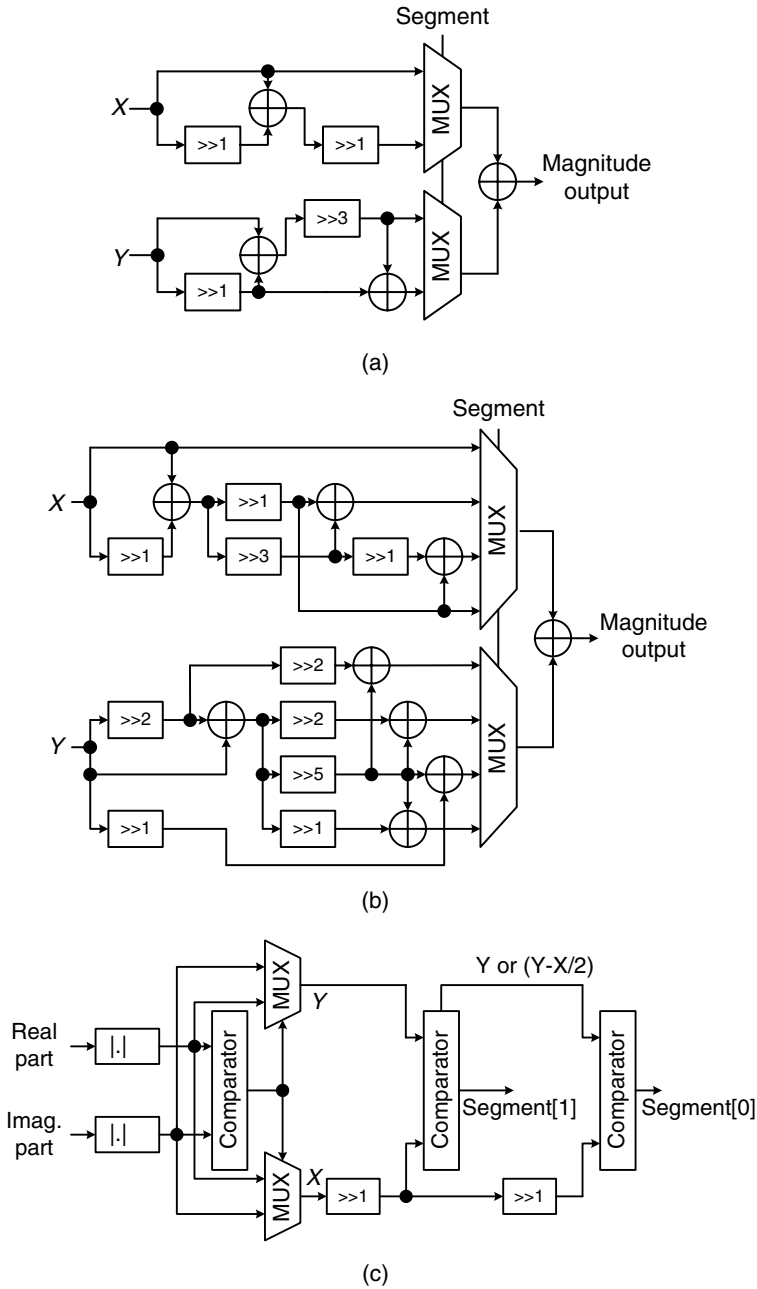 Segment
X
>>1
>>1
MUX
Magnitude
output
Y
>>3
>>1
MUX
(a)
Segment
X
>>1
>>1
>>3
>>1
MUX
Magnitude
output
Y
>>2
>>2
>>2
>>5
>>1
>>1
MUX
(b)
Real
part
|.|
Imag.
part
|.|
Comparator
MUX
Y
MUX
X
>>1
Y or (Y-X/2)
Comparator
Segment[1]
>>1
Comparator
Segment[0]
(c)